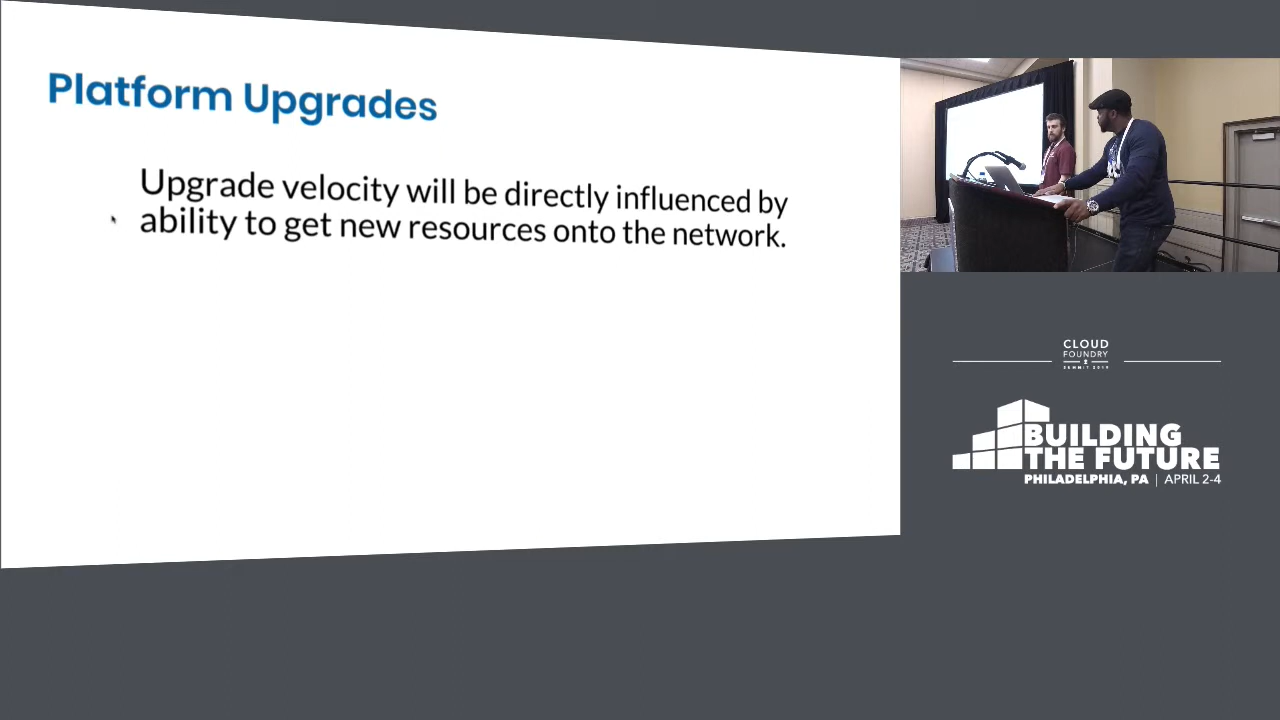 Platform Upgrades
Upgrade velocity will be directly influenced by
ability to get new resources onto the network.
CLOUD
FOUNDRY
SUMMIT 2019
BUILDING
THE FUTURE
PHILADELPHIA, PA | APRIL 2-4